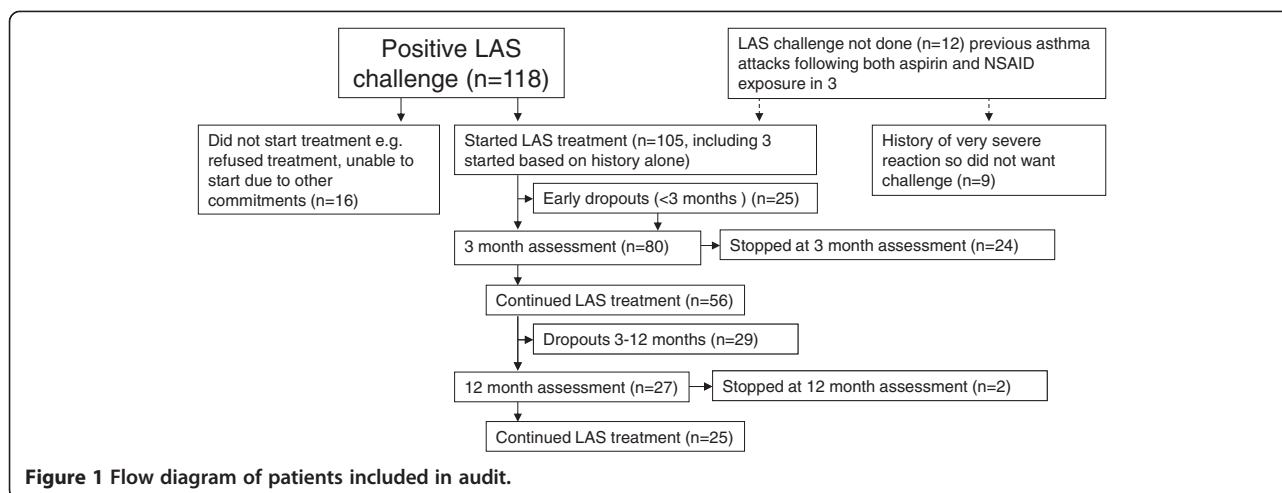 Positive LAS
challenge (n=118)
LAS challenge not done (n=12) previous asthma
attacks following both aspirin and NSAID
exposure in 3
Did not start treatment e.g.
refused treatment, unable to
start due to other
commitments (n=16)
Started LAS treatment (n=105, including 3
started based on history alone)
History of very severe
reaction so did not want
challenge (n=9)
Early dropouts (<3 months ) (n=25)
3 month assessment (n=80)
Stopped at 3 month assessment (n=24)
Continued LAS treatment (n=56)
Dropouts 3-12 months (n=29)
12 month assessment (n=27)
Stopped at 12 month assessment (n=2)
Continued LAS treatment (n=25)
Figure 1 Flow diagram of patients included in audit.